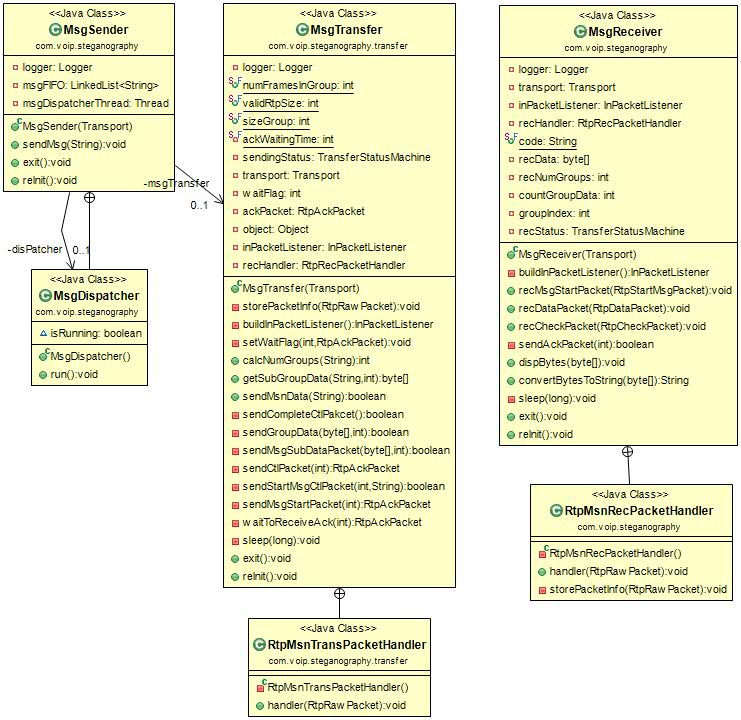 <<Java Class>>
MsgSender
com.voip.steganography
logger: Logger
msgFIFO: LinkedList<String>
msgDispatcherThread: Thread
MsgSender(Transport)
sendMsg(String):void
exit():void
reInit():void
-msgTransfer
0..1
-disPatcher
0..1
<<Java Class>>
MsgDispatcher
com.voip.steganography
isRunning: boolean
MsgDispatcher()
run():void
<<Java Class>>
MsgTransfer
com.voip.steganography.transfer
logger: Logger
numFramesInGroup: int
validRtpSize: int
sizeGroup: int
ackWaitingTime: int
sendingStatus: TransferStatusMachine
transport: Transport
waitFlag: int
ackPacket: RtpAckPacket
object: Object
inPacketListener: InPacketListener
recHandler: RtpRecPacketHandler
MsgTransfer(Transport)
storePacketInfo(RtpRawPacket):void
buildInPacketListener():InPacketListener
setWaitFlag(int,RtpAckPacket):void
calcNumGroups(String):int
getSubGroupData(String,int):byte[]
sendMsnData(String):boolean
sendCompleteCtlPakcet():boolean
sendGroupData(byte[],int):boolean
sendMsgSubDataPacket(byte[],int):boolean
sendCtlPacket(int):RtpAckPacket
sendStartMsgCtlPacket(int,String):boolean
sendMsgStartPacket(int):RtpAckPacket
waitToReceiveAck(int):RtpAckPacket
sleep(long):void
exit():void
reInit():void
<<Java Class>>
RtpMsnTransPacketHandler
com.voip.steganography.transfer
RtpMsnTransPacketHandler()
handler(RtpRawPacket):void
<<Java Class>>
MsgReceiver
com.voip.steganography
logger: Logger
transport: Transport
inPacketListener: InPacketListener
recHandler: RtpRecPacketHandler
code: String
recData: byte[]
recNumGroups: int
countGroupData: int
groupIndex: int
recStatus: TransferStatusMachine
MsgReceiver(Transport)
buildInPacketListener():InPacketListener
recMsgStartPacket(RtpStartMsgPacket):void
recDataPacket(RtpDataPacket):void
recCheckPacket(RtpCheckPacket):void
sendAckPacket(int):boolean
dispBytes(byte[]):void
convertBytesToString(byte[]):String
sleep(long):void
exit():void
reInit():void
<<Java Class>>
RtpMsnRecPacketHandler
com.voip.steganography
RtpMsnRecPacketHandler()
handler(RtpRawPacket):void
storePacketInfo(RtpRawPacket):void